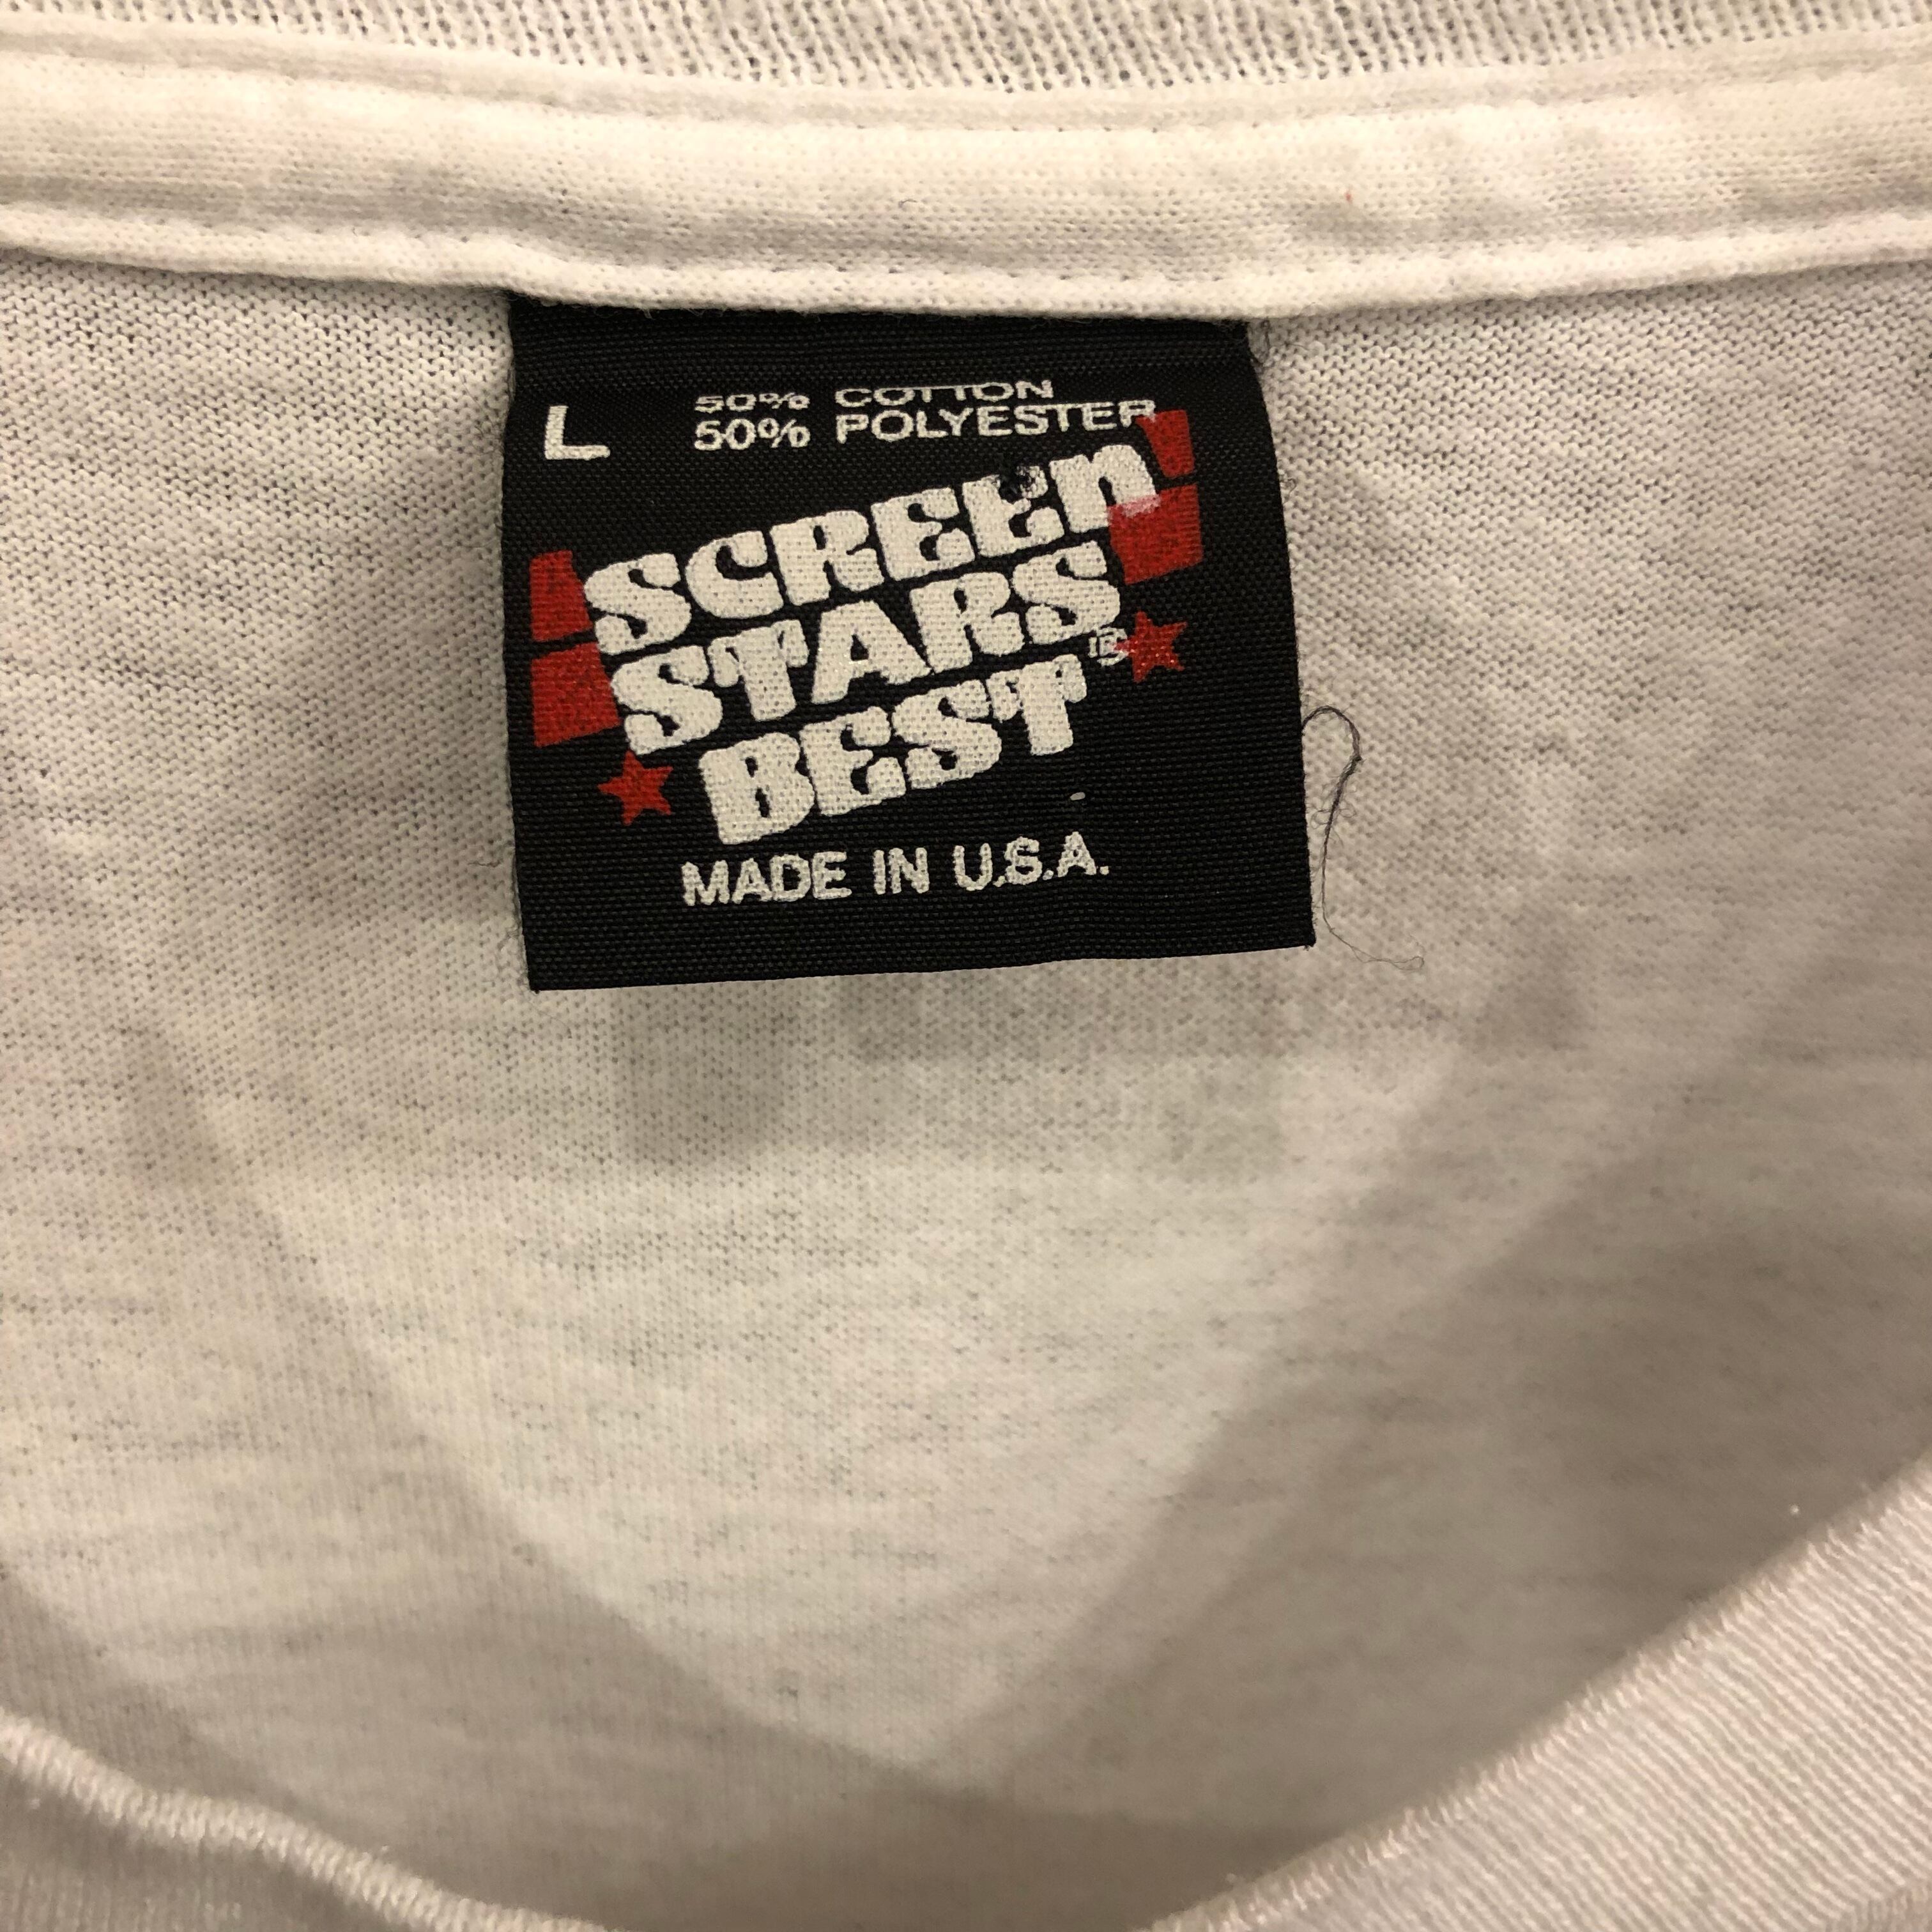 L
50% COTTON
50% POLYESTER
SCREEn
STARS
BEST®
MADE IN U.S.A.